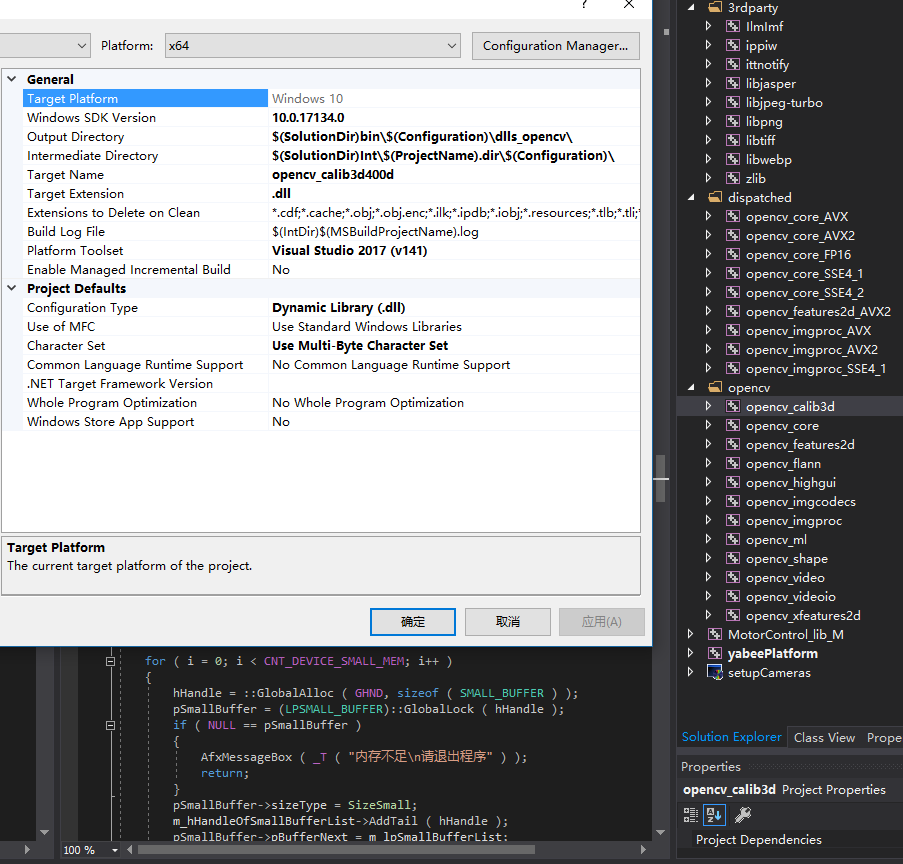 ?
Platform:
x64
Configuration Manager...
General
Target Platform Windows 10
Windows SDK Version 10.0.17134.0
Output Directory $(SolutionDir)bin\$(Configuration)\dlls_opencv\
Intermediate Directory $(SolutionDir)Int\$(ProjectName).dir\$(Configuration)\
Target Name opencv_calib3d400d
Target Extension .dll
Extensions to Delete on Clean *.cdf;*.cache;*.obj;*.obj.enc;*.ilk;*.ipdb;*.iobj;*.resources;*.tlb;*.tli;*
Build Log File $(IntDir)$(MSBuildProjectName).log
Platform Toolset Visual Studio 2017 (v141)
Enable Managed Incremental Build No
Project Defaults
Configuration Type Dynamic Library (.dll)
Use of MFC Use Standard Windows Libraries
Character Set Use Multi-Byte Character Set
Common Language Runtime Support No Common Language Runtime Support
.NET Target Framework Version
Whole Program Optimization No Whole Program Optimization
Windows Store App Support No
Target Platform
The current target platform of the project.
确定
取消
应用(A)
for ( i = 0; i < CNT_DEVICE_SMALL_MEM; i++ )
{
hHandle = ::GlobalAlloc ( GHND, sizeof ( SMALL_BUFFER ) );
pSmallBuffer = (LPSMALL_BUFFER)::GlobalLock ( hHandle );
if ( NULL == pSmallBuffer )
{
AfxMessageBox ( _T ( "内存不足\n请退出程序" ) );
return;
}
pSmallBuffer->sizeType = SizeSmall;
m_hHandleOfSmallBufferList->AddTail ( hHandle );
pSmallBuffer->pBufferNext = m_lpSmallBufferList;
100 %
3rdparty
IlmImf
ippiw
ittnotify
libjasper
libjpeg-turbo
libpng
libtiff
libwebp
zlib
dispatched
opencv_core_AVX
opencv_core_AVX2
opencv_core_FP16
opencv_core_SSE4_1
opencv_core_SSE4_2
opencv_features2d_AVX2
opencv_imgproc_AVX
opencv_imgproc_AVX2
opencv_imgproc_SSE4_1
opencv
opencv_calib3d
opencv_core
opencv_features2d
opencv_flann
opencv_highgui
opencv_imgcodecs
opencv_imgproc
opencv_ml
opencv_shape
opencv_video
opencv_videoio
opencv_xfeatures2d
MotorControl_lib_M
yabeePlatform
setupCameras
Solution Explorer
Class View
Prope
Properties
opencv_calib3d Project Properties
Project Dependencies